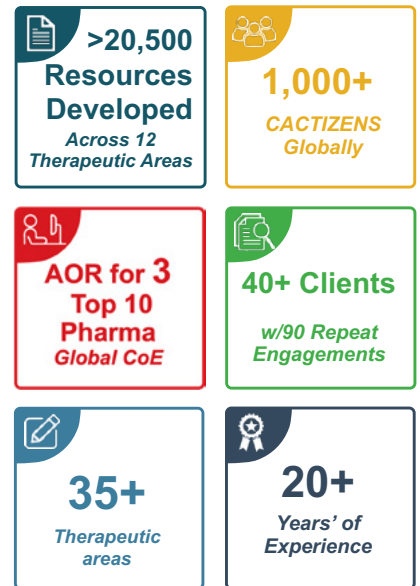 >20,500
Resources
Developed
Across 12
Therapeutic Areas
1,000+
CACTIZENS
Globally
AOR for 3
Top 10
Pharma
Global CoE
40+ Clients
w/90 Repeat
Engagements
35+
Therapeutic
areas
20+
Years' of
Experience